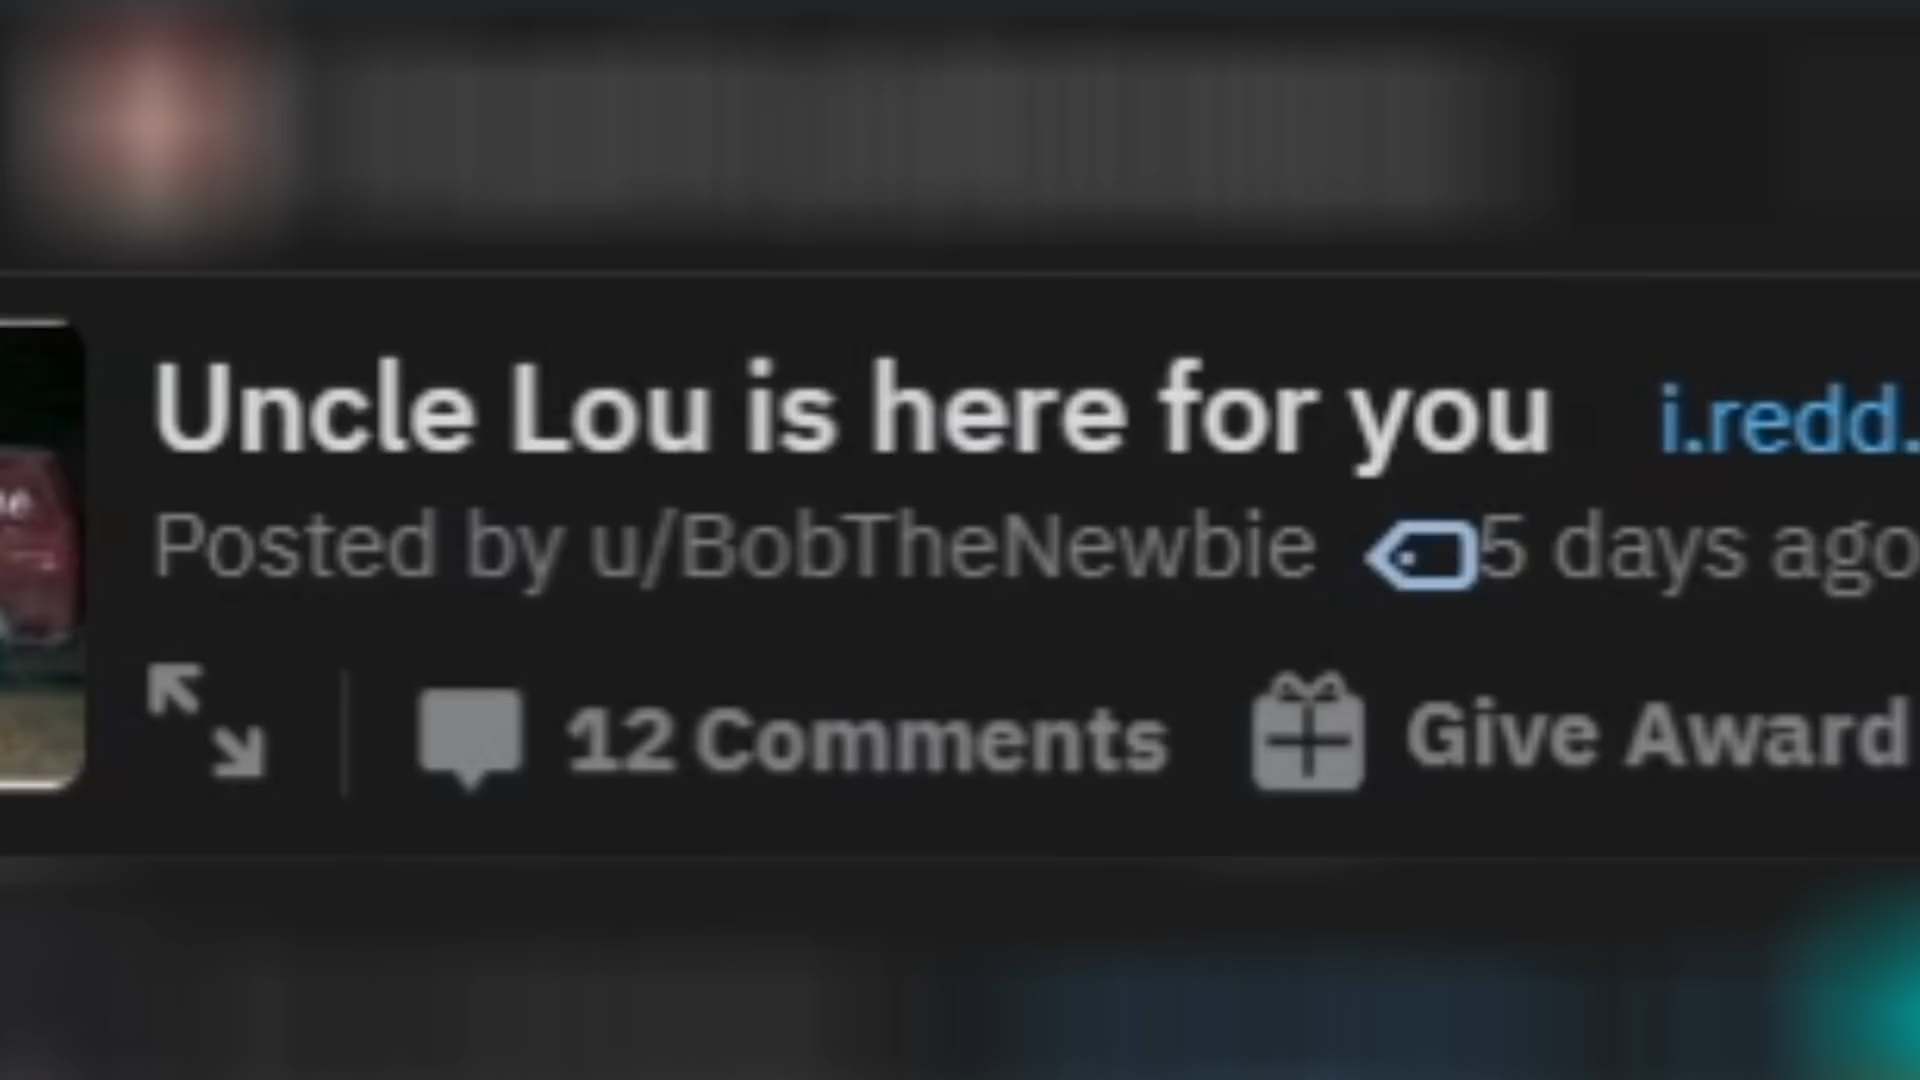 Uncle Lou is here for you i.redd.
Posted by u/BobTheNewbie 5 days ago
12 Comments Give Award